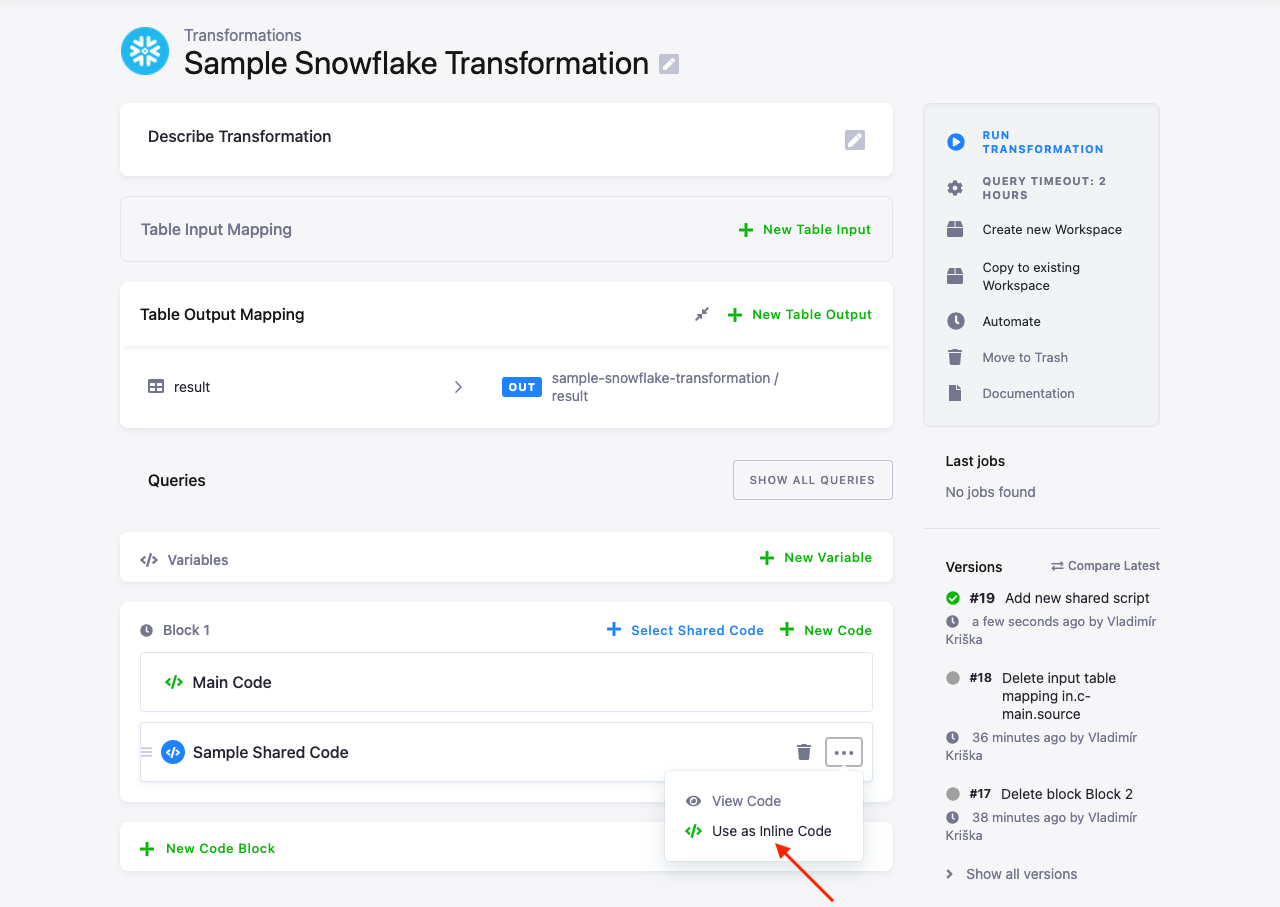 Transformations
Sample Snowflake Transformation
Describe Transformation
Table Input Mapping
New Table Input
Table Output Mapping
New Table Output
result
OUT
sample-snowflake-transformation /
result
Queries
SHOW ALL QUERIES
Variables
New Variable
Block 1
Select Shared Code
New Code
Main Code
Sample Shared Code
View Code
Use as Inline Code
New Code Block
RUN
TRANSFORMATION
QUERY TIMEOUT: 2
HOURS
Create new Workspace
Copy to existing
Workspace
Automate
Move to Trash
Documentation
Last jobs
No jobs found
Versions
Compare Latest
#19 Add new shared script
a few seconds ago by Vladimír
Kriška
#18 Delete input table
mapping in.c-
main.source
36 minutes ago by Vladimír
Kriška
#17 Delete block Block 2
38 minutes ago by Vladimír
Kriška
Show all versions